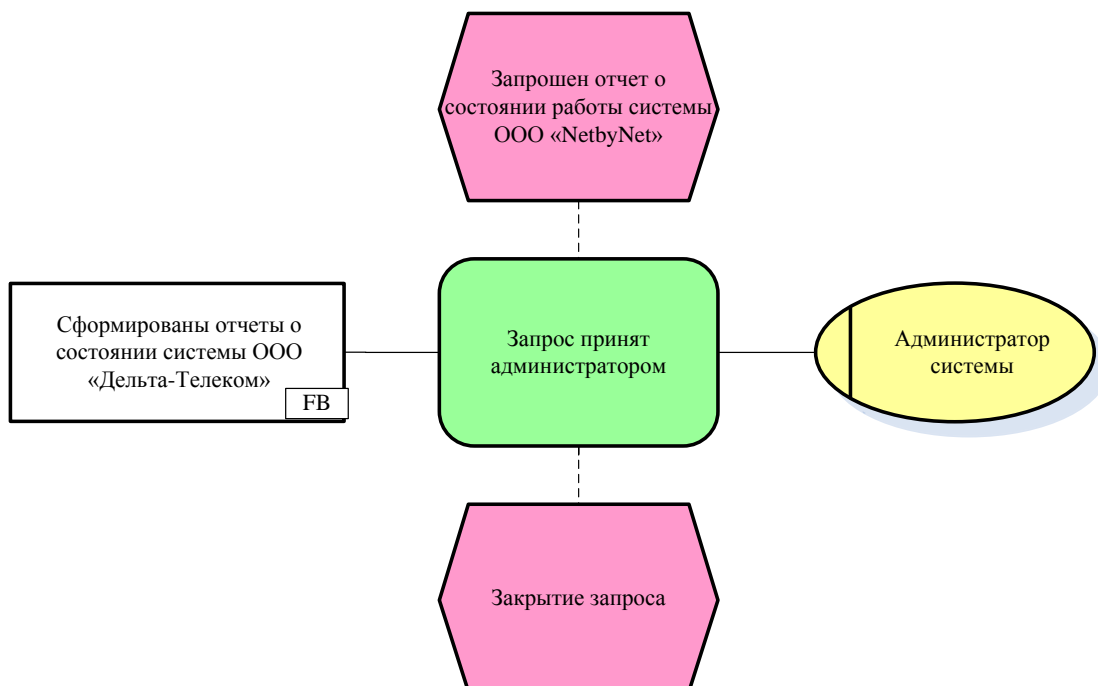 Запрошен отчет о
состоянии работы системы
ООО «NetbyNet»
Сформированы отчеты о
состоянии системы ООО
«Дельта-Телеком»
FB
Запрос принят
администратором
Администратор
системы
Закрытие запроса